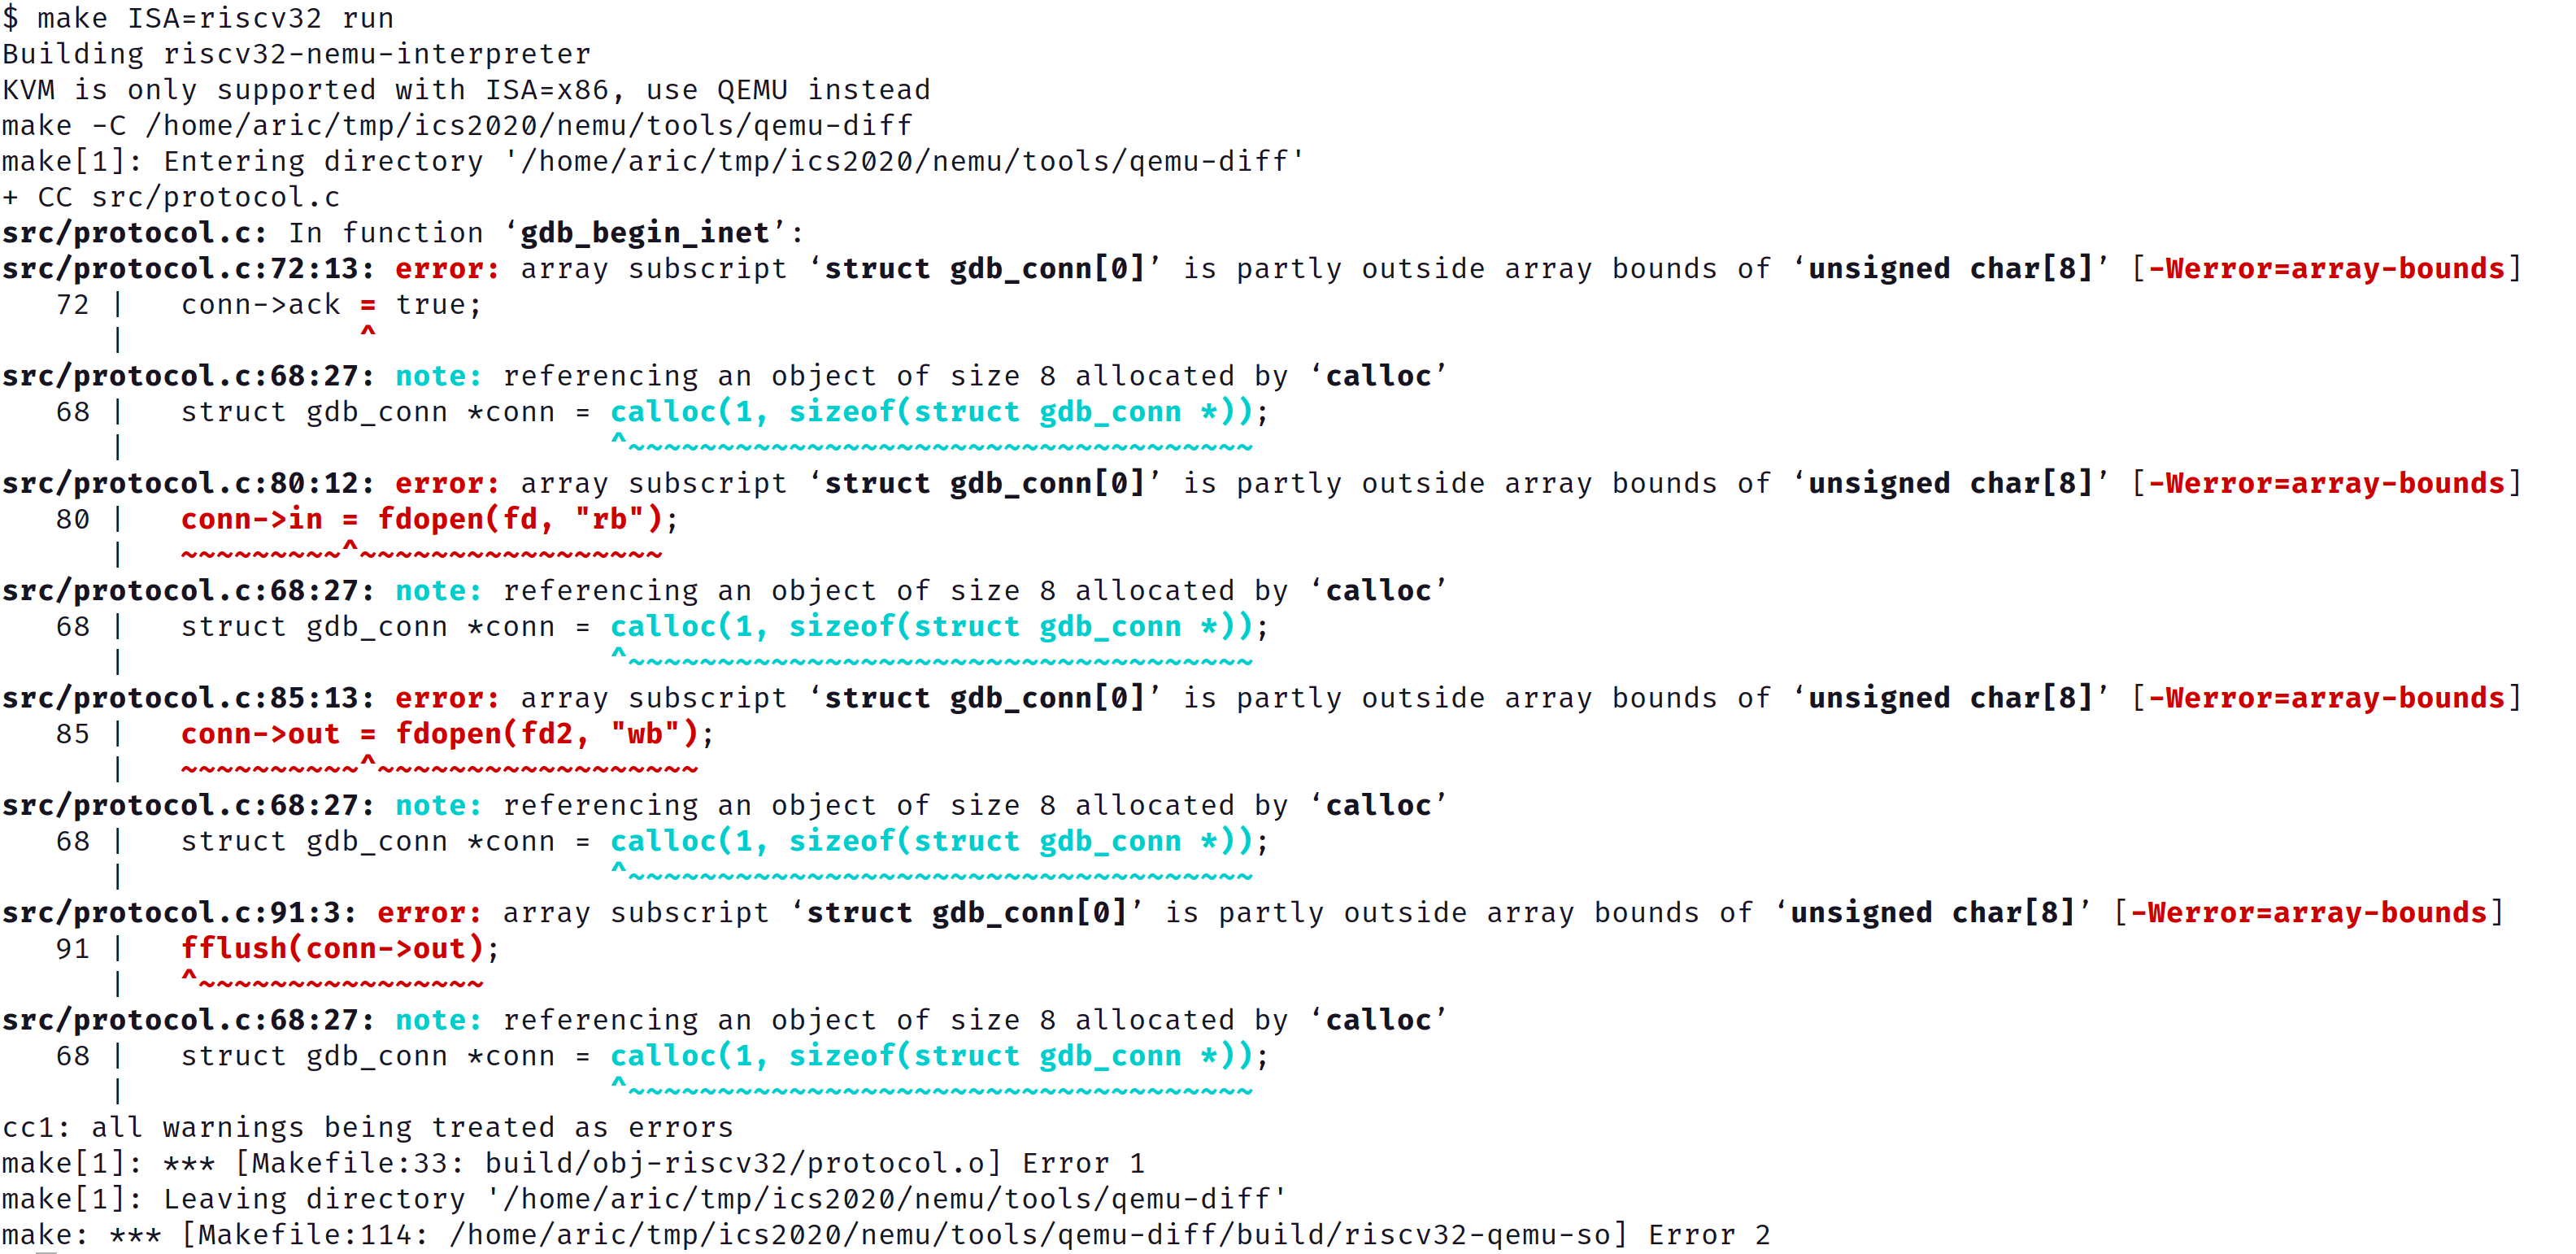 $ make ISA=riscv32 run
Building riscv32-nemu-interpreter
KVM is only supported with ISA=x86, use QEMU instead
make -C /home/aric/tmp/ics2020/nemu/tools/qemu-diff
make[1]: Entering directory '/home/aric/tmp/ics2020/nemu/tools/qemu-diff'
+ CC src/protocol.c
src/protocol.c: In function ‘gdb_begin_inet’:
src/protocol.c:72:13: error: array subscript ‘struct gdb_conn[0]’ is partly outside array bounds of ‘unsigned char[8]’ [-Werror=array-bounds]
   72 |   conn->ack = true;
      |             ^
src/protocol.c:68:27: note: referencing an object of size 8 allocated by ‘calloc’
   68 |   struct gdb_conn *conn = calloc(1, sizeof(struct gdb_conn *));
      |                           ^~~~~~~~~~~~~~~~~~~~~~~~~~~~~~~~~~~~
src/protocol.c:80:12: error: array subscript ‘struct gdb_conn[0]’ is partly outside array bounds of ‘unsigned char[8]’ [-Werror=array-bounds]
   80 |   conn->in = fdopen(fd, "rb");
      |   ~~~~~~~~~^~~~~~~~~~~~~~~~~~
src/protocol.c:68:27: note: referencing an object of size 8 allocated by ‘calloc’
   68 |   struct gdb_conn *conn = calloc(1, sizeof(struct gdb_conn *));
      |                           ^~~~~~~~~~~~~~~~~~~~~~~~~~~~~~~~~~~~
src/protocol.c:85:13: error: array subscript ‘struct gdb_conn[0]’ is partly outside array bounds of ‘unsigned char[8]’ [-Werror=array-bounds]
   85 |   conn->out = fdopen(fd2, "wb");
      |   ~~~~~~~~~~^~~~~~~~~~~~~~~~~~~
src/protocol.c:68:27: note: referencing an object of size 8 allocated by ‘calloc’
   68 |   struct gdb_conn *conn = calloc(1, sizeof(struct gdb_conn *));
      |                           ^~~~~~~~~~~~~~~~~~~~~~~~~~~~~~~~~~~~
src/protocol.c:91:3: error: array subscript ‘struct gdb_conn[0]’ is partly outside array bounds of ‘unsigned char[8]’ [-Werror=array-bounds]
   91 |   fflush(conn->out);
      |   ^~~~~~~~~~~~~~~~~
src/protocol.c:68:27: note: referencing an object of size 8 allocated by ‘calloc’
   68 |   struct gdb_conn *conn = calloc(1, sizeof(struct gdb_conn *));
      |                           ^~~~~~~~~~~~~~~~~~~~~~~~~~~~~~~~~~~~
cc1: all warnings being treated as errors
make[1]: *** [Makefile:33: build/obj-riscv32/protocol.o] Error 1
make[1]: Leaving directory '/home/aric/tmp/ics2020/nemu/tools/qemu-diff'
make: *** [Makefile:114: /home/aric/tmp/ics2020/nemu/tools/qemu-diff/build/riscv32-qemu-so] Error 2